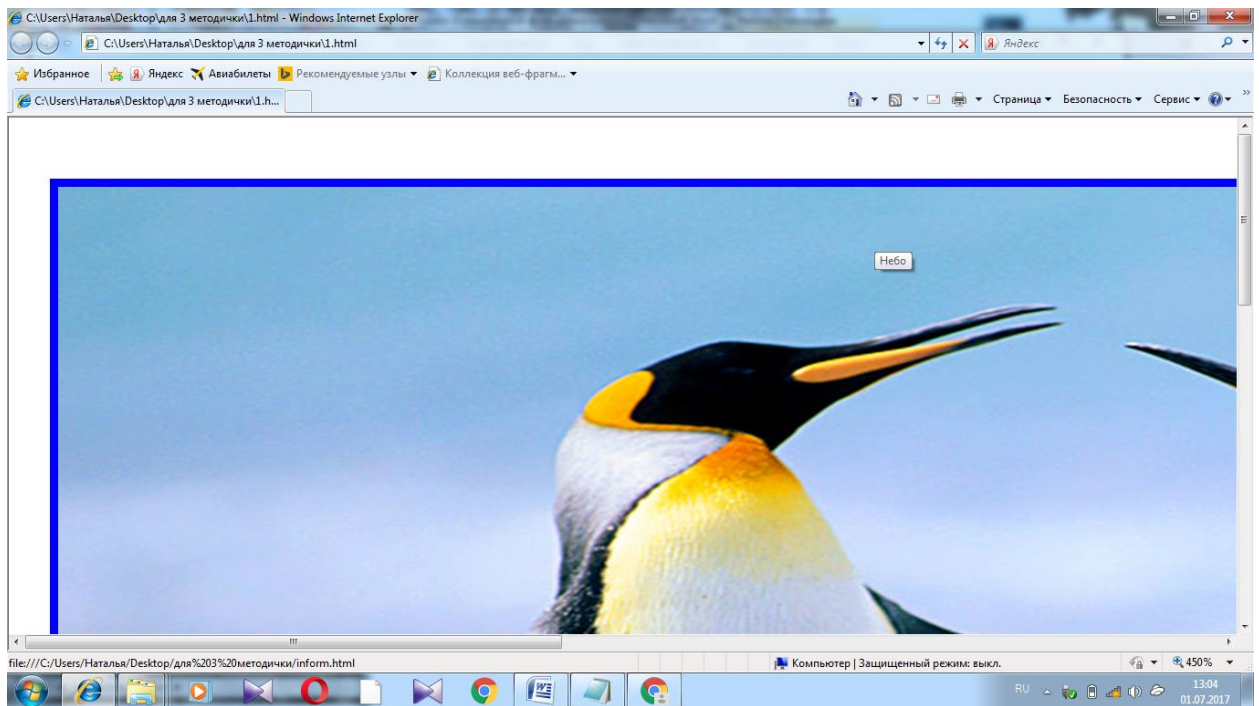 C:\Users\Наталья\Desktop\для 3 методички\1.html - Windows Internet Explorer
C:\Users\Наталья\Desktop\для 3 методички\1.html Яндекс
Избранное Яндекс Авиабилеты Рекомендуемые узлы Коллекция веб-фрагм...
C:\Users\Наталья\Desktop\для 3 методички\1.h... Страница Безопасность Сервис
Небо
file:///C:/Users/Наталья/Desktop/для%203%20методички/inform.html Компьютер | Защищенный режим: выкл. 450%
RU 13:04
01.07.2017